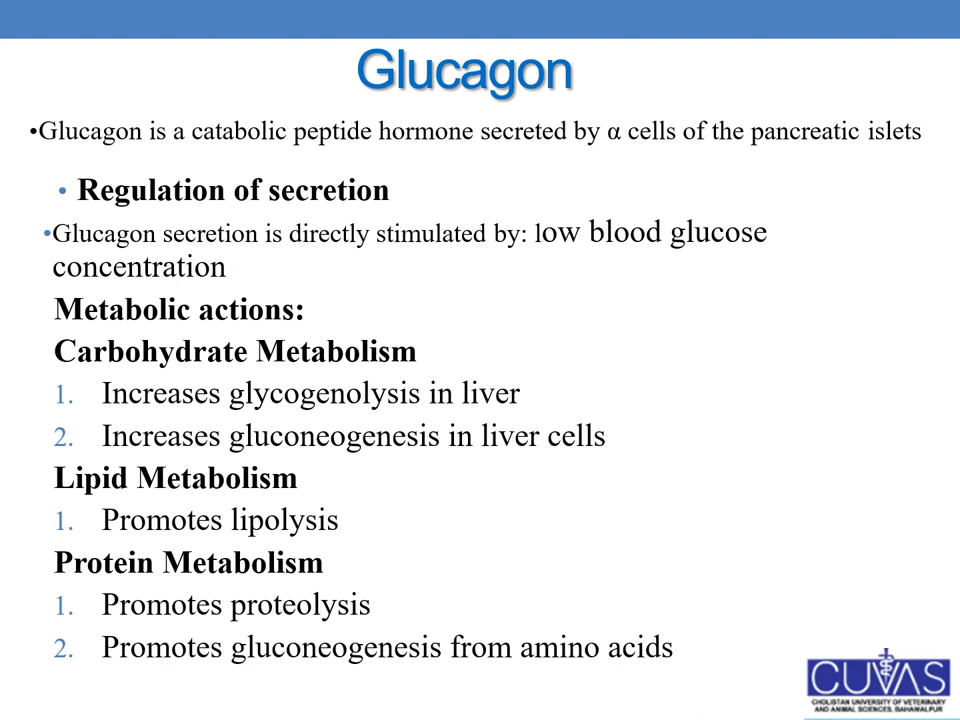 Glucagon
•Glucagon is a catabolic peptide hormone secreted by α cells of the pancreatic islets
• Regulation of secretion
•Glucagon secretion is directly stimulated by: low blood glucose
concentration
Metabolic actions:
Carbohydrate Metabolism
1. Increases glycogenolysis in liver
2. Increases gluconeogenesis in liver cells
Lipid Metabolism
1. Promotes lipolysis
Protein Metabolism
1. Promotes proteolysis
2. Promotes gluconeogenesis from amino acids
CUVAS
CHOLISTAN UNIVERSITY OF VETERINARY
AND ANIMAL SCIENCES, BAHAWALPUR